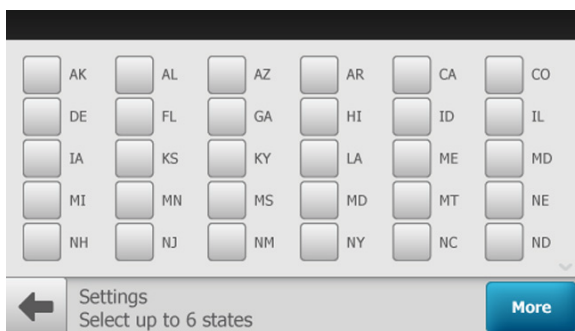 AK AL AZ AR CA CO
DE FL GA HI ID IL
IA KS KY LA ME MD
MI MN MS MD MT NE
NH NJ NM NY NC ND
Settings
Select up to 6 states
More